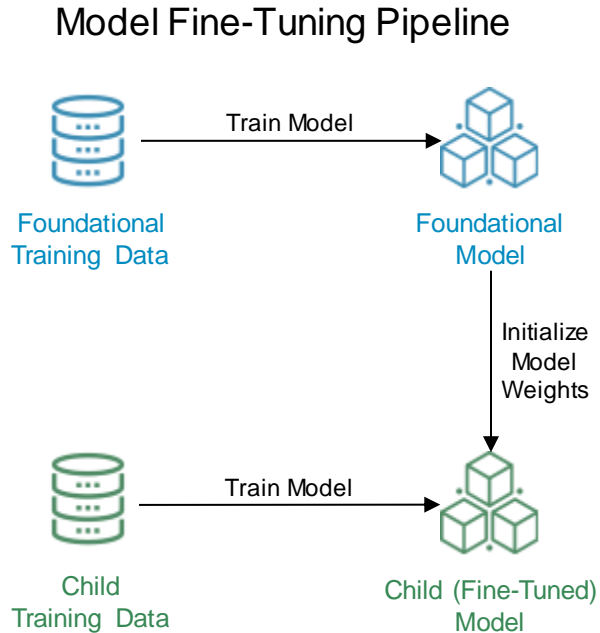 Model Fine-Tuning Pipeline
Train Model
Foundational
Training Data
Foundational
Model
Initialize
Model
Weights
Train Model
Child
Training Data
Child (Fine-Tuned)
Model